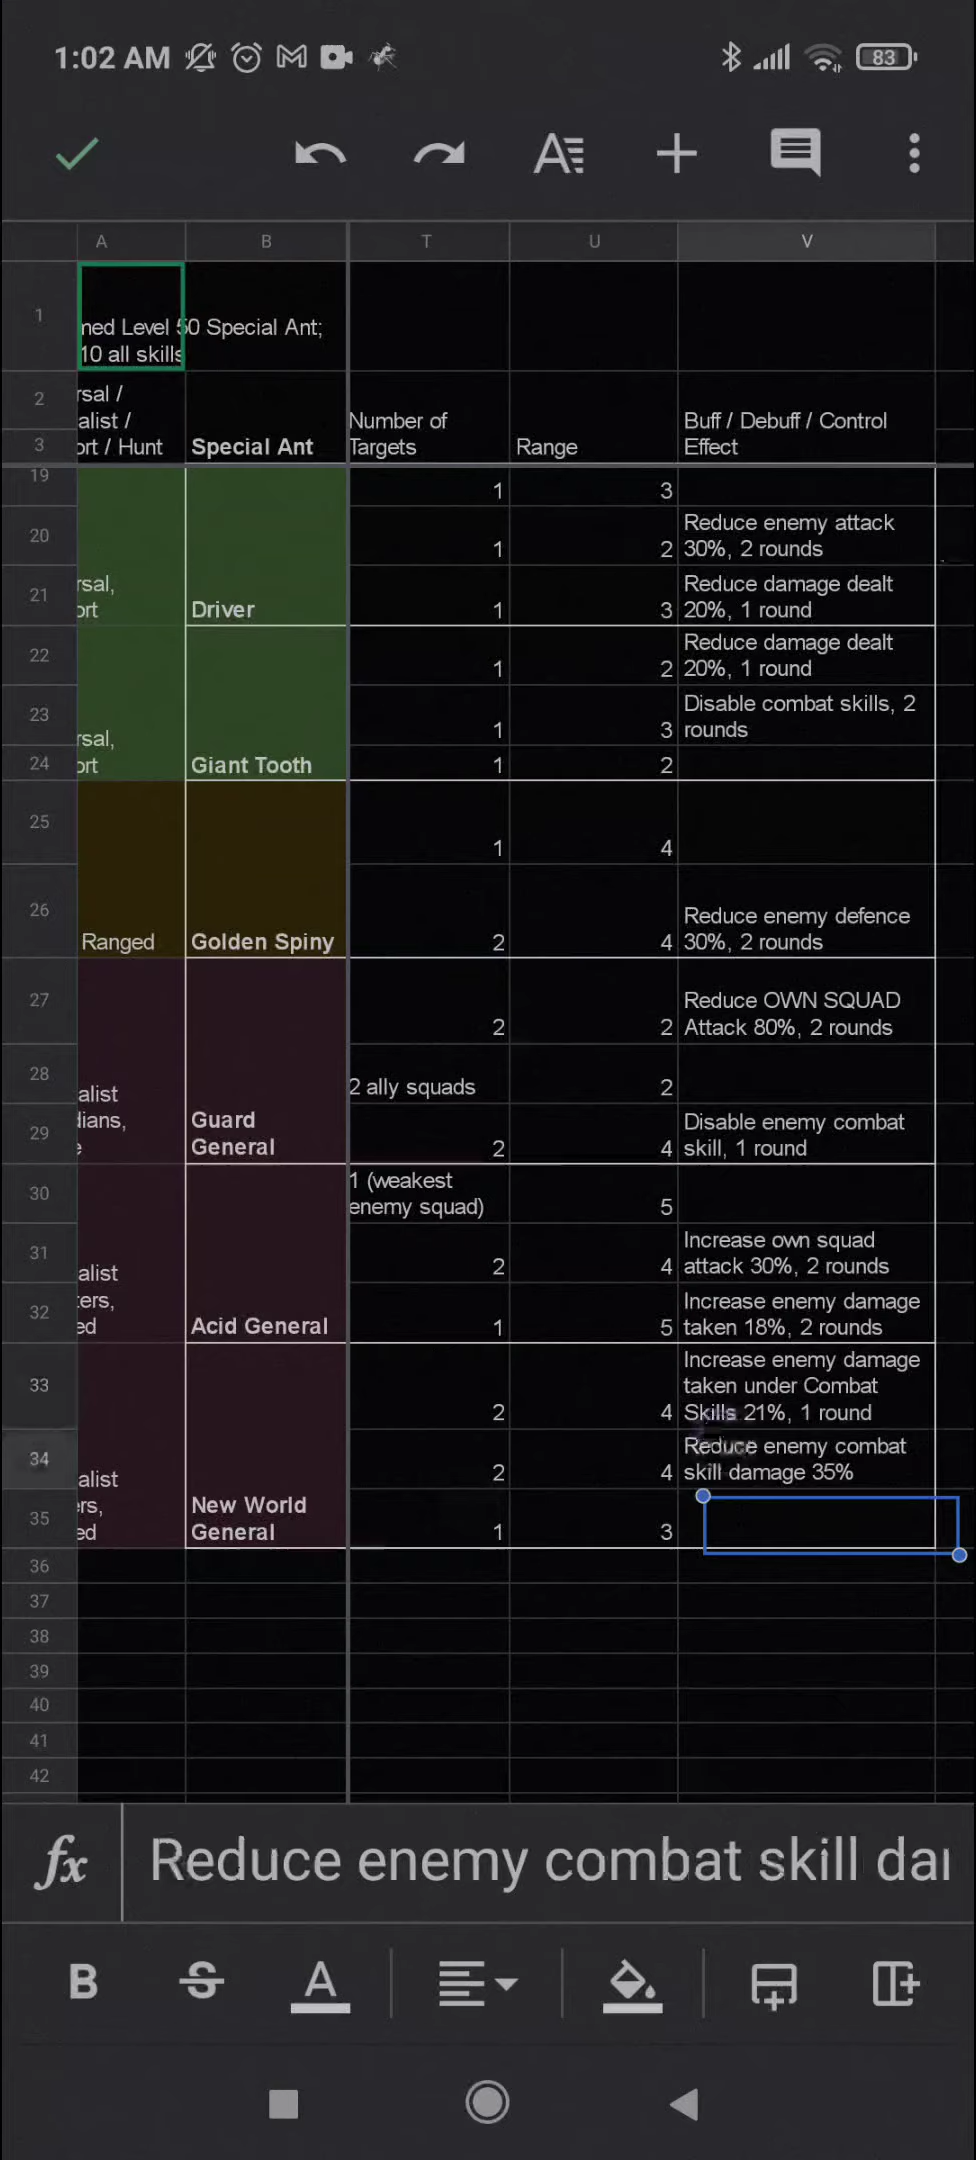 1:02 AM 83
A B T U V
1
med Level 50 Special Ant;
10 all skills
2
rsal /
alist /
3
ort / Hunt Special Ant
Number of
Targets
Range
Buff / Debuff / Control
Effect
19 1 3
20 1 2 Reduce enemy attack
30%, 2 rounds
21 rsal,
ort Driver 1 3 Reduce damage dealt
20%, 1 round
22 1 2 Reduce damage dealt
20%, 1 round
23 1 3 Disable combat skills, 2
rounds
rsal,
24 ort Giant Tooth 1 2
25 1 4
26 Ranged Golden Spiny 2 4 Reduce enemy defence
30%, 2 rounds
27 2 2 Reduce OWN SQUAD
Attack 80%, 2 rounds
28 2 ally squads 2
alist
29 dians,
e Guard
General 2 4 Disable enemy combat
skill, 1 round
30 1 (weakest
enemy squad) 5
31 2 4 Increase own squad
attack 30%, 2 rounds
alist
32 ters,
ed Acid General 1 5 Increase enemy damage
taken 18%, 2 rounds
33 2 4 Increase enemy damage
taken under Combat
Skills 21%, 1 round
34 2 4 Reduce enemy combat
skill damage 35%
alist
35 ers,
ed New World
General 1 3
36
37
38
39
40
41
42
fx Reduce enemy combat skill dam
B S A